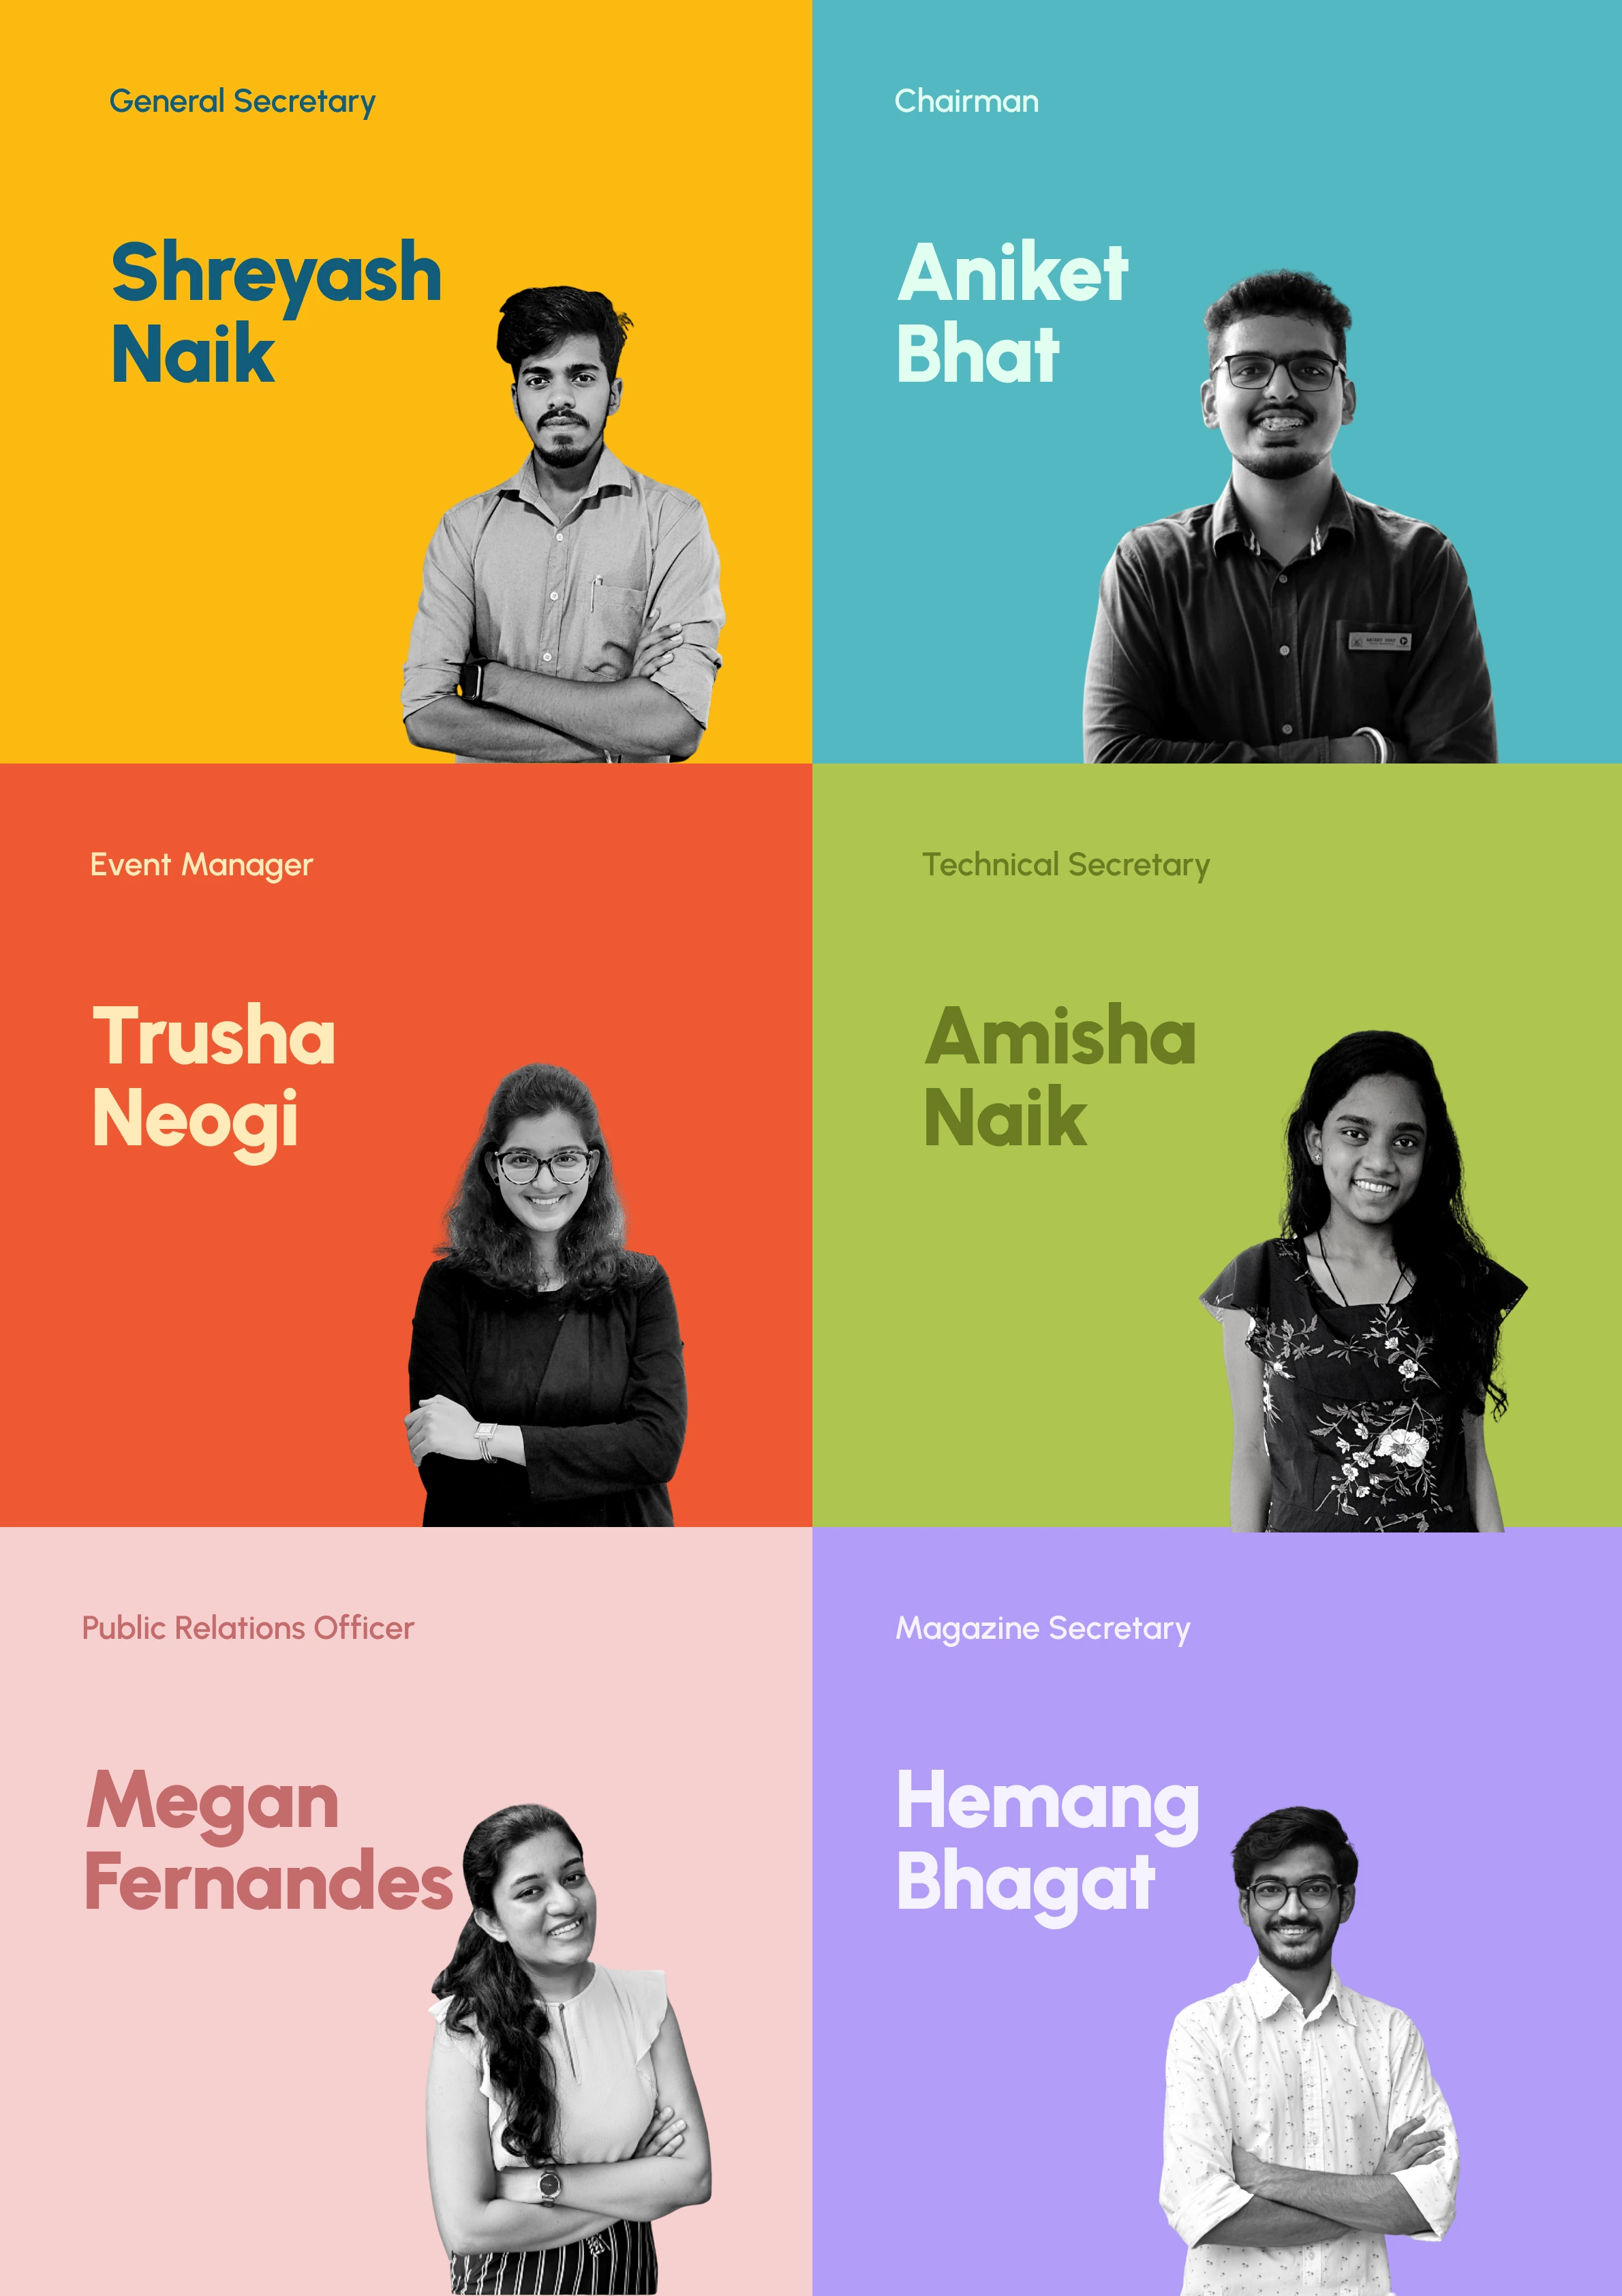 General Secretary
Shreyash
Naik
Chairman
Aniket
Bhat
Event Manager
Trusha
Neogi
Technical Secretary
Amisha
Naik
Public Relations Officer
Megan
Fernandes
Magazine Secretary
Hemang
Bhagat